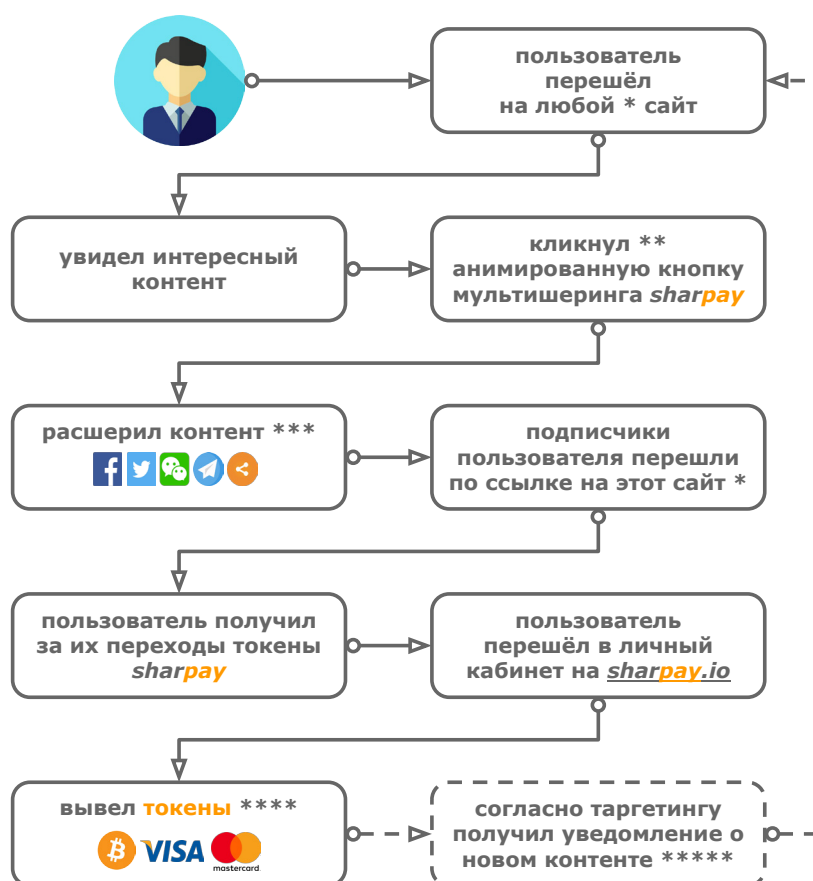 пользователь
перешёл
на любой * сайт
увидел интересный
контент
кликнул **
анимированную кнопку
мультишеринга sharpay
расшерил контент ***
подписчики
пользователя перешли
по ссылке на этот сайт *
пользователь получил
за их переходы токены
sharpay
пользователь
перешёл в личный
кабинет на sharpay.io
вывел токены ****
VISA
mastercard.
согласно таргетингу
получил уведомление о
новом контенте *****